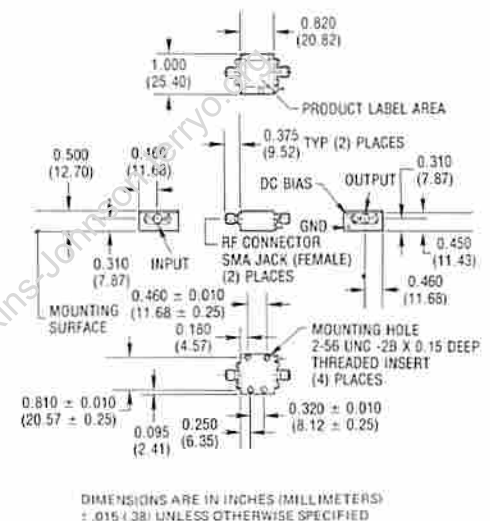 0.820
(20.82)
1.000
(25.40)
PRODUCT LABEL AREA
0.375 TYP (2) PLACES
(9.52)
0.500
(12.70)
0.460
(11.68)
DC BIAS
OUTPUT
0.310
(7.87)
GND
RF CONNECTOR
SMA JACK (FEMALE)
(2) PLACES
0.310
(7.87)
INPUT
0.450
(11.43)
0.460
(11.68)
MOUNTING
SURFACE
0.460 ± 0.010
(11.68 ± 0.25)
0.180
(4.57)
MOUNTING HOLE
2-56 UNC -2B X 0.15 DEEP
THREADED INSERT
(4) PLACES
0.810 ± 0.010
(20.57 ± 0.25)
0.095
(2.41)
0.250
(6.35)
0.320 ± 0.010
(8.12 ± 0.25)
DIMENSIONS ARE IN INCHES (MILLIMETERS)
± .015 (.38) UNLESS OTHERWISE SPECIFIED